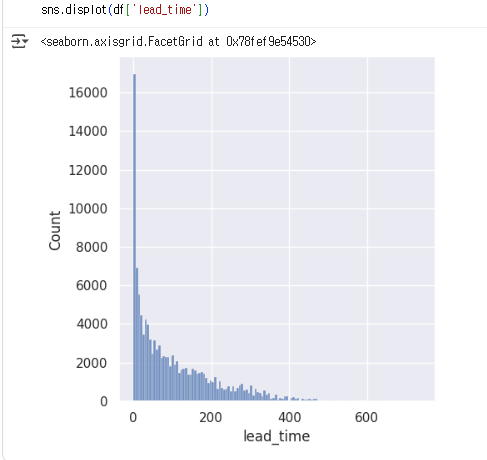 sns.displot(df['lead_time'])
<seaborn.axisgrid.FacetGrid at 0x78fef9e54530>
16000
14000
12000
10000
8000
6000
4000
2000
0
Count
0 200 400 600
lead_time